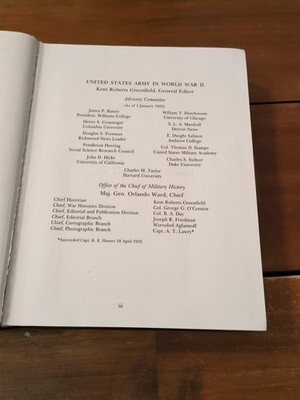 UNITED STATES ARMY IN WORLD WAR II
Kent Roberts Greenfield, General Editor
Advisory Committee
(As of 1 January 1953)
James P. Baxter
President, Williams College
Henry S. Commager
Columbia University
Douglas S. Freeman
Richmond News Leader
Pendleton Herring
Social Science Research Council
John D. Hicks
University of California
William T. Hutchinson
University of Chicago
S. L. A. Marshall
Detroit News
E. Dwight Salmon
Amherst College
Col. Thomas D. Stamps
United States Military Academy
Charles S. Sydnor
Duke University
Charles H. Taylor
Harvard University
Office of the Chief of Military History
Maj. Gen. Orlando Ward, Chief
Chief Historian Kent Roberts Greenfield
Chief, War Histories Division Col. George G. O'Connor
Chief, Editorial and Publication Division Col. B. A. Day
Chief, Editorial Branch Joseph R. Friedman
Chief, Cartographic Branch Wsevolod Aglaimoff
Chief, Photographic Branch Capt. A. T. Lawry*
*Succeeded Capt. K. E. Hunter 28 April 1952.
iii